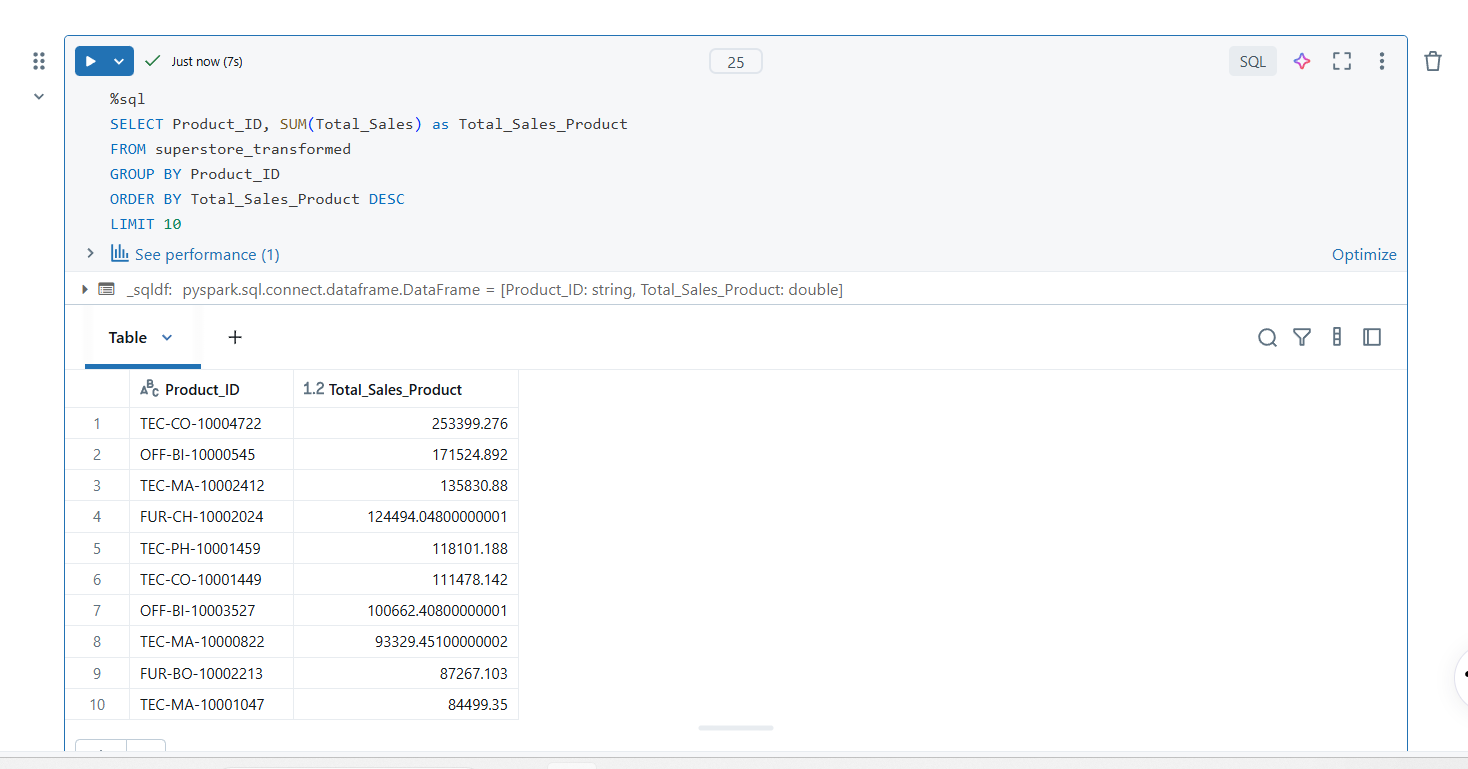 Just now (7s)
25
SQL
%sql
SELECT Product_ID, SUM(Total_Sales) as Total_Sales_Product
FROM superstore_transformed
GROUP BY Product_ID
ORDER BY Total_Sales_Product DESC
LIMIT 10
See performance (1)
Optimize
_sqldf: pyspark.sql.connect.dataframe.DataFrame = [Product_ID: string, Total_Sales_Product: double]
Table
+
ABC Product_ID 1.2 Total_Sales_Product
1 TEC-CO-10004722 253399.276
2 OFF-BI-10000545 171524.892
3 TEC-MA-10002412 135830.88
4 FUR-CH-10002024 124494.04800000001
5 TEC-PH-10001459 118101.188
6 TEC-CO-10001449 111478.142
7 OFF-BI-10003527 100662.40800000001
8 TEC-MA-10000822 93329.45100000002
9 FUR-BO-10002213 87267.103
10 TEC-MA-10001047 84499.35